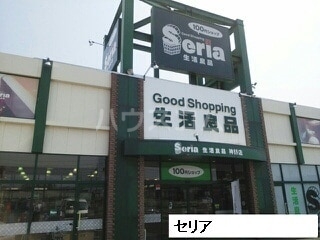 100円ショップ
Seria
生活良品
Good Shopping
生活良品
Seria 生活良品
100円ショップ
セリア